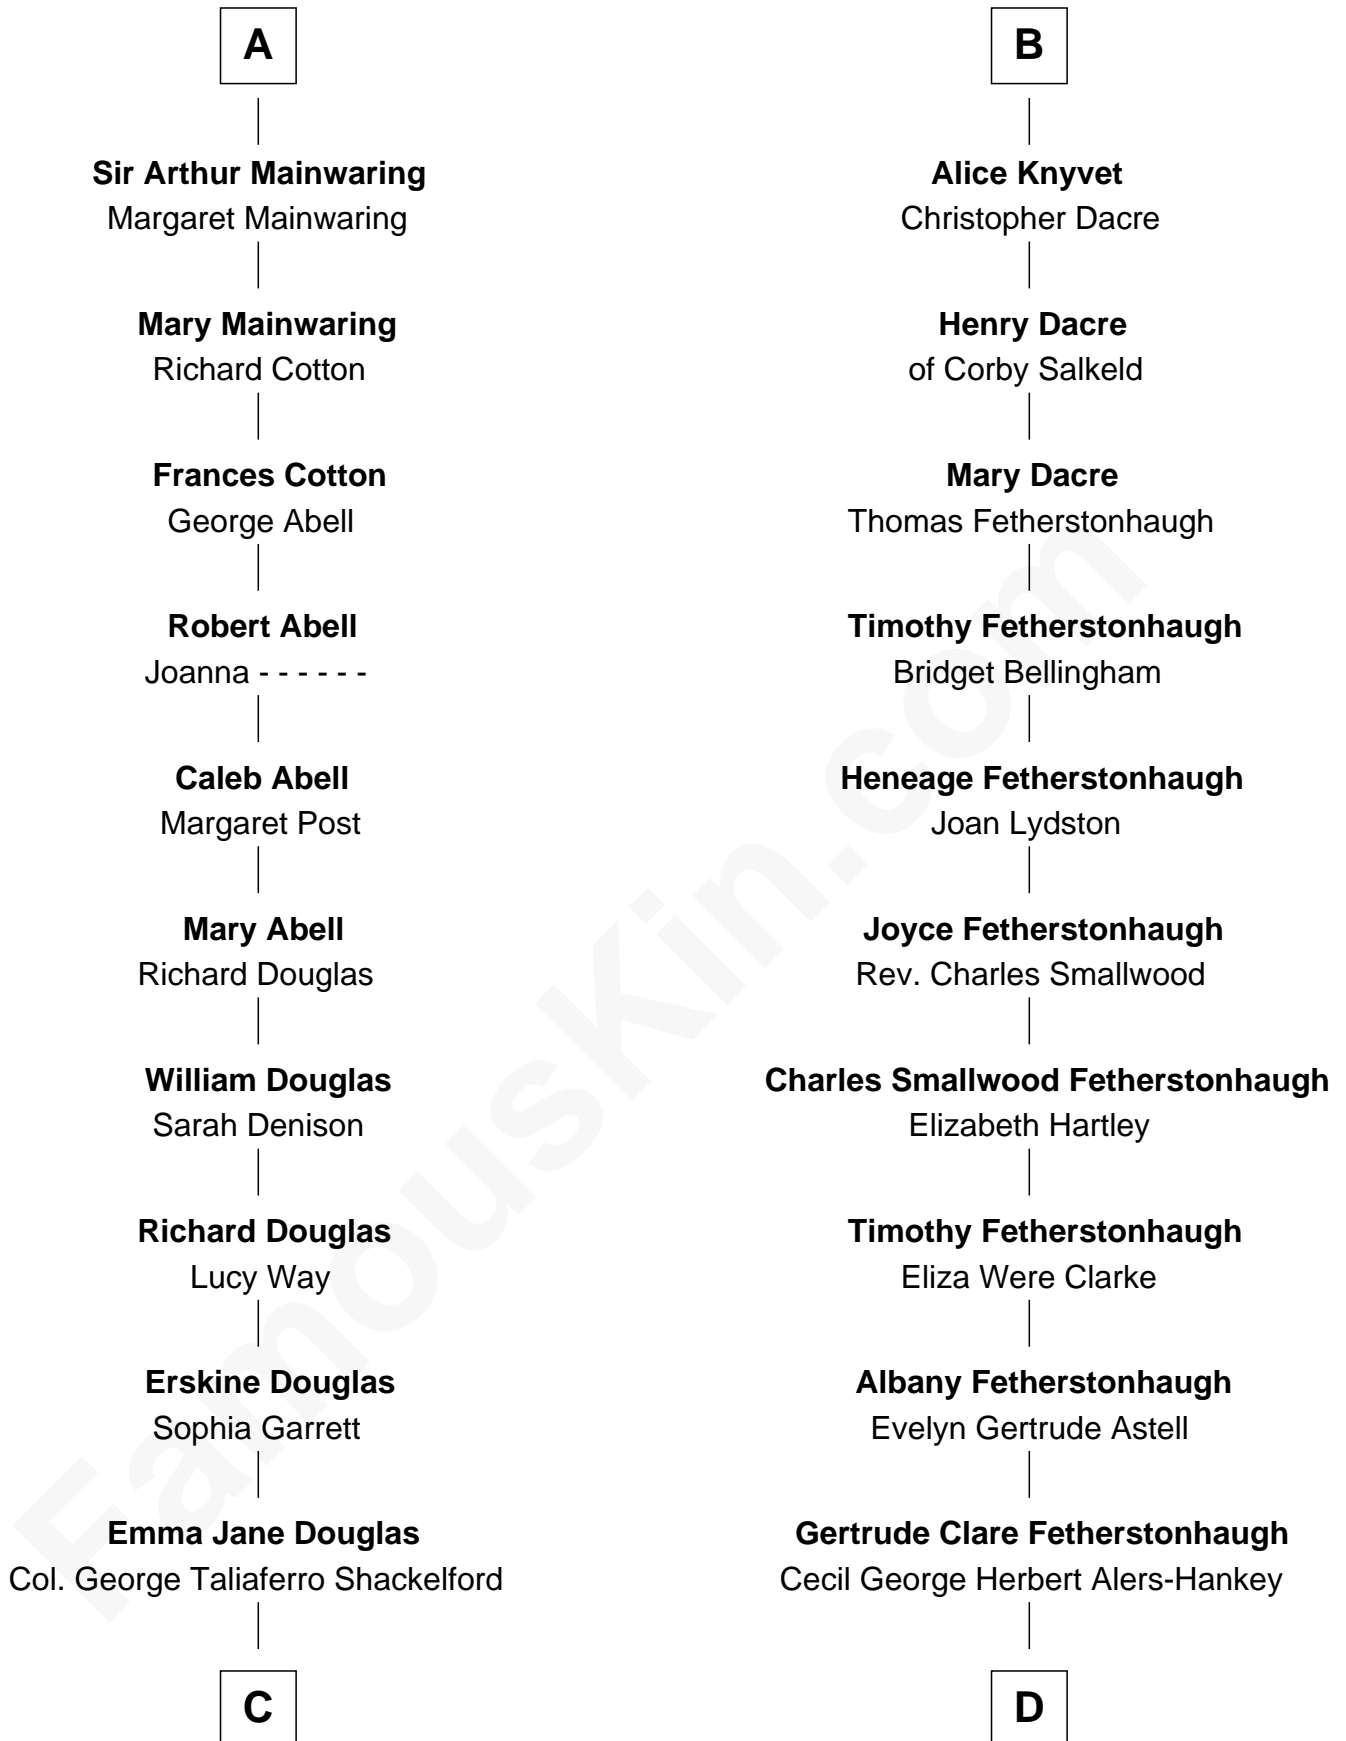 A
Sir Arthur Mainwaring
Margaret Mainwaring
Mary Mainwaring
Richard Cotton
Frances Cotton
George Abell
Robert Abell
Joanna - - - - - -
Caleb Abell
Margaret Post
Mary Abell
Richard Douglas
William Douglas
Sarah Denison
Richard Douglas
Lucy Way
Erskine Douglas
Sophia Garrett
Emma Jane Douglas
Col. George Taliaferro Shackelford
C
B
Alice Knyvet
Christopher Dacre
Henry Dacre
of Corby Salkeld
Mary Dacre
Thomas Fetherstonhaugh
Timothy Fetherstonhaugh
Bridget Bellingham
Heneage Fetherstonhaugh
Joan Lydston
Joyce Fetherstonhaugh
Rev. Charles Smallwood
Charles Smallwood Fetherstonhaugh
Elizabeth Hartley
Timothy Fetherstonhaugh
Eliza Were Clarke
Albany Fetherstonhaugh
Evelyn Gertrude Astell
Gertrude Clare Fetherstonhaugh
Cecil George Herbert Alers-Hankey
D
FamousKin.com